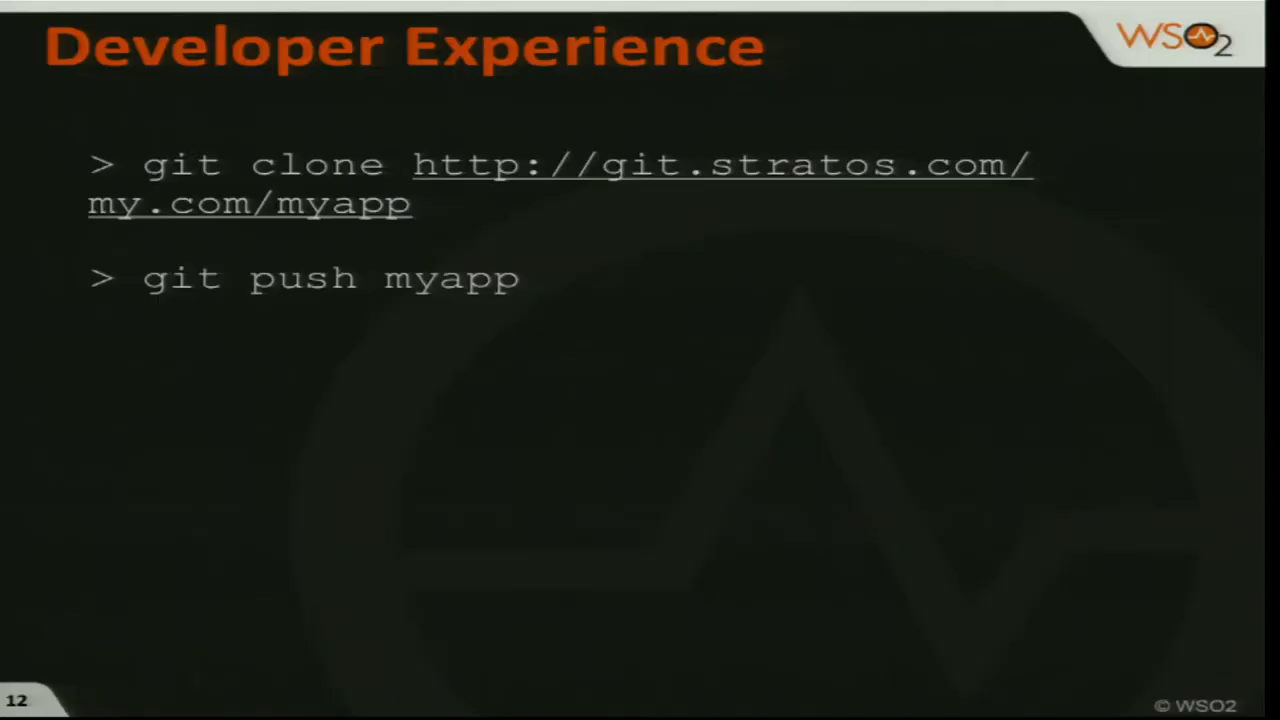 Developer Experience
WSO2
> git clone http://git.stratos.com/
my.com/myapp
> git push myapp
12
© WSO2